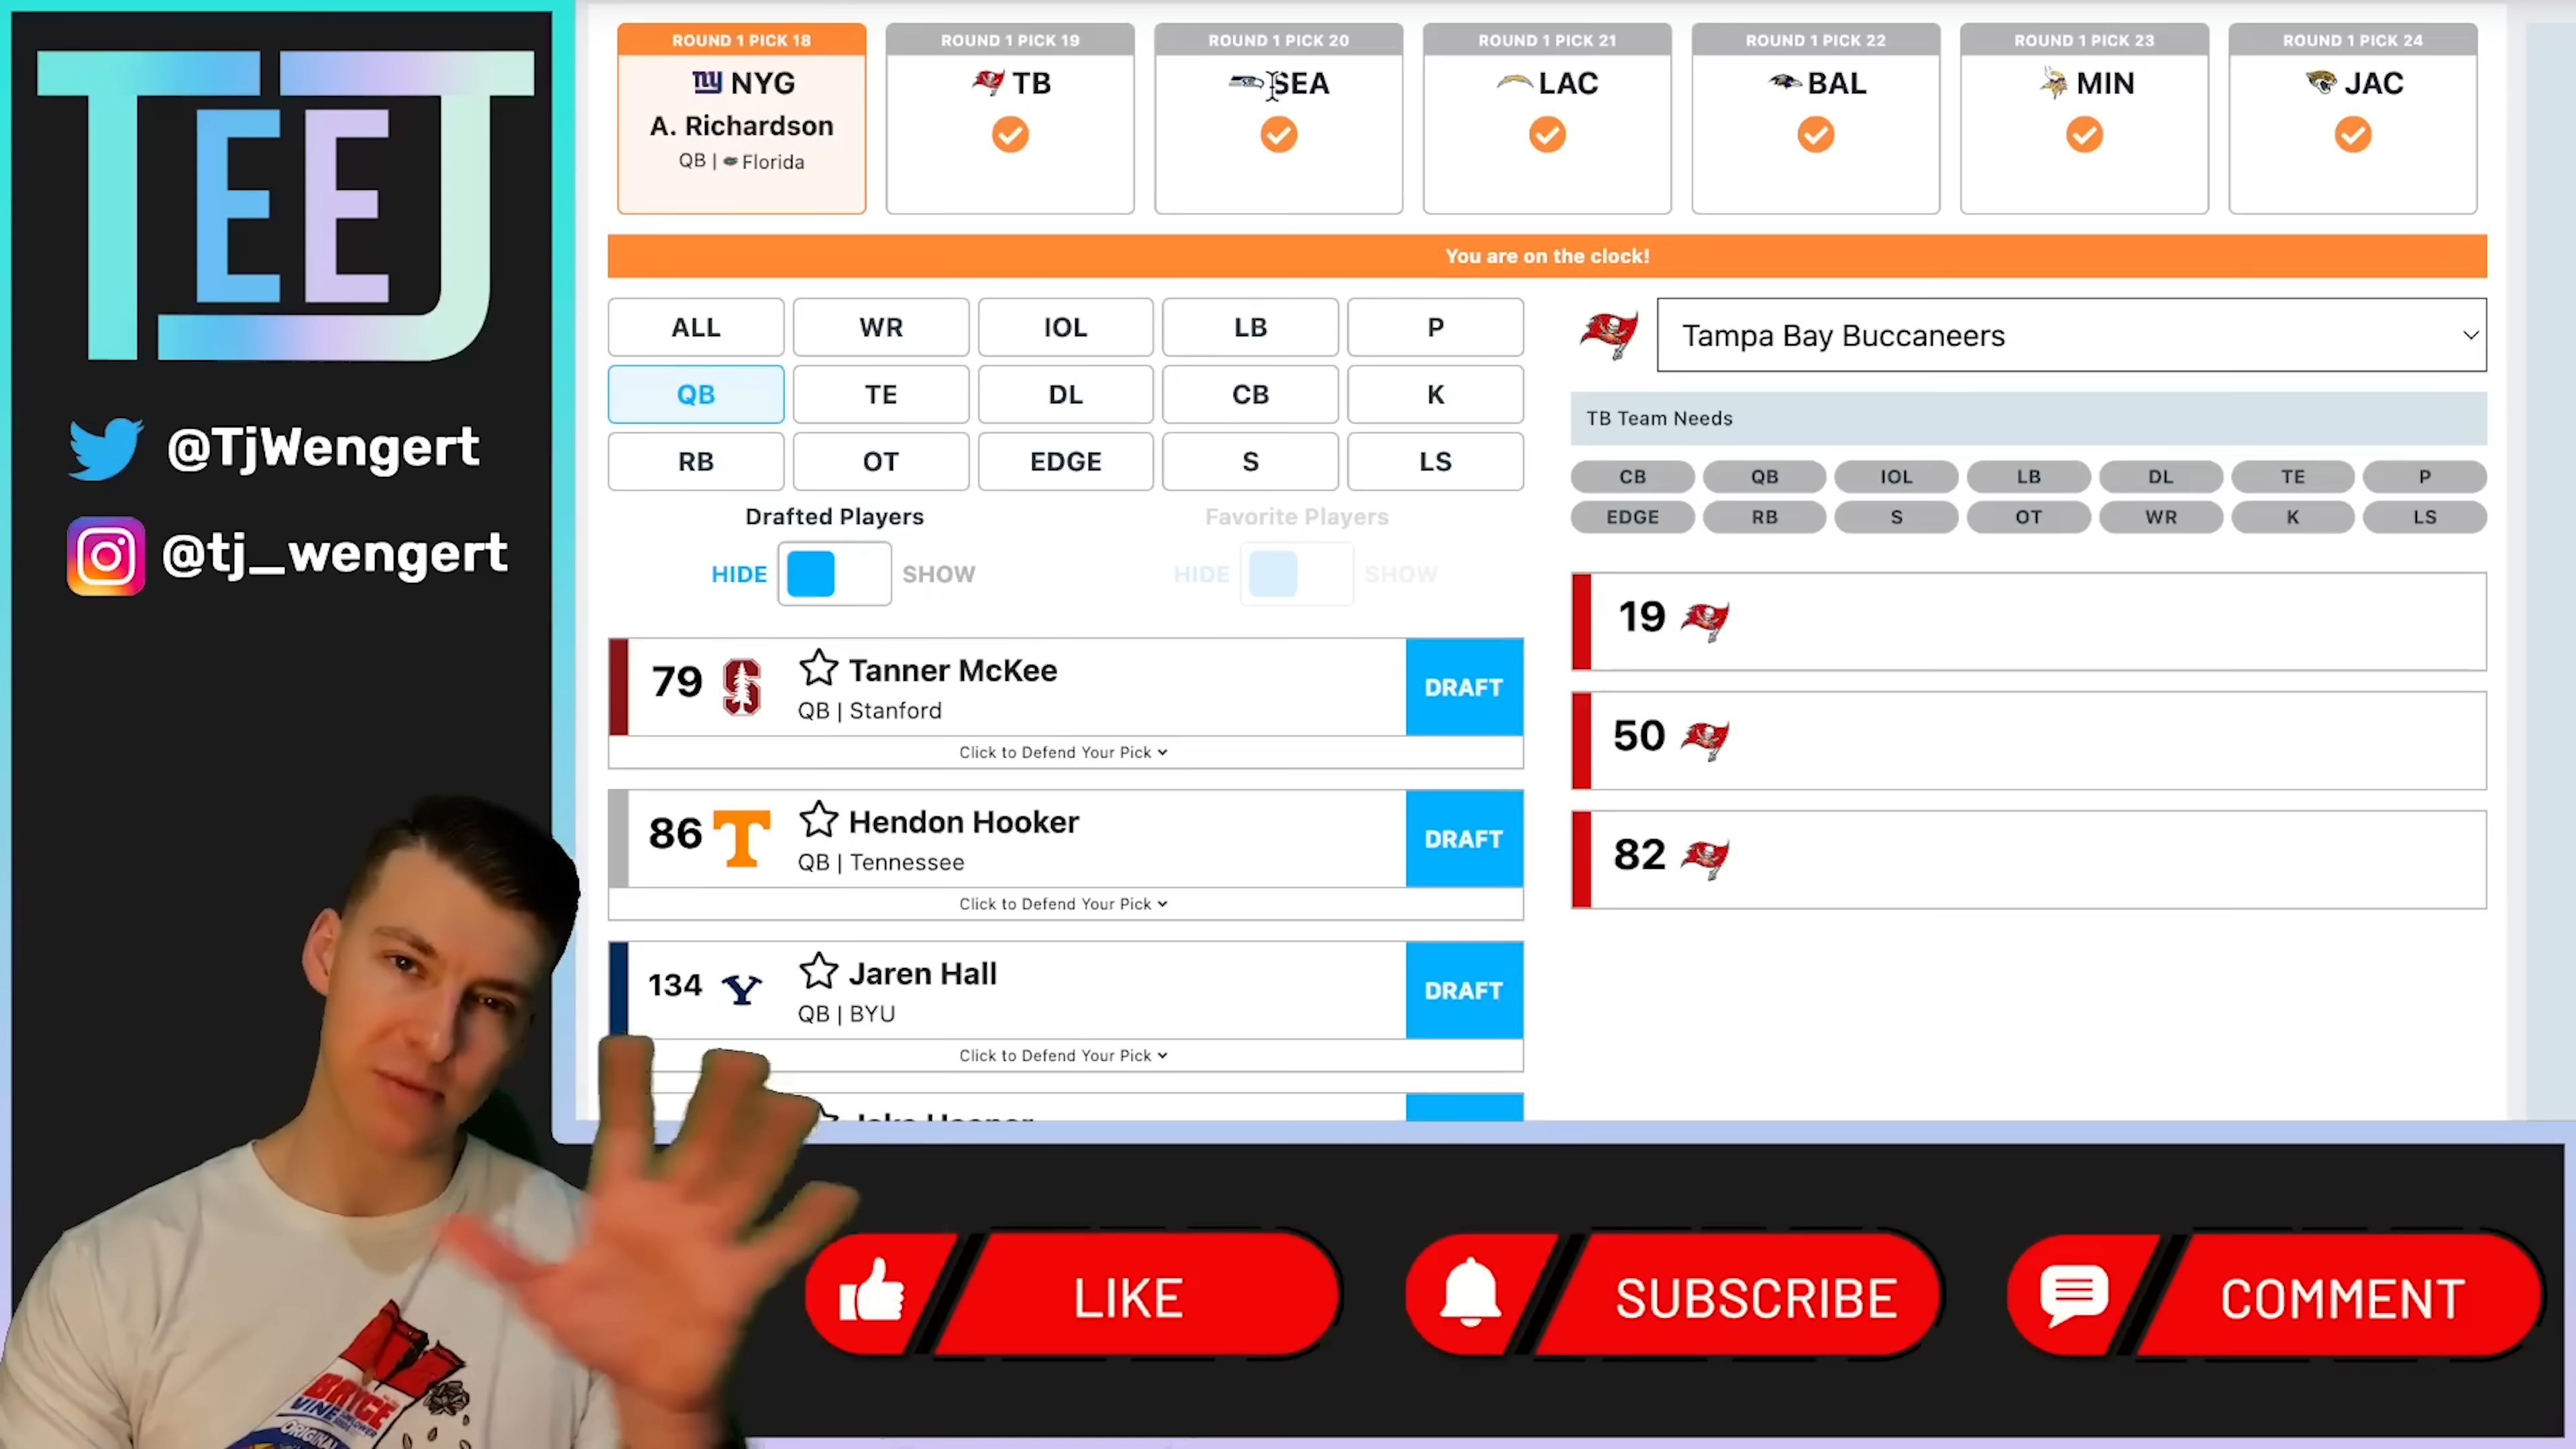 TEEJ
@TjWengert
@tj_wengert
ROUND 1 PICK 18
NYG
A. Richardson
QB | Florida
ROUND 1 PICK 19
TB
ROUND 1 PICK 20
SEA
ROUND 1 PICK 21
LAC
ROUND 1 PICK 22
BAL
ROUND 1 PICK 23
MIN
ROUND 1 PICK 24
JAC
You are on the clock!
ALL WR IOL LB P
QB TE DL CB K
RB OT EDGE S LS
Drafted Players
HIDE SHOW
Favorite Players
HIDE SHOW
79 Tanner McKee
QB | Stanford
DRAFT
Click to Defend Your Pick
86 Hendon Hooker
QB | Tennessee
DRAFT
Click to Defend Your Pick
134 Jaren Hall
QB | BYU
DRAFT
Click to Defend Your Pick
Tampa Bay Buccaneers
TB Team Needs
CB QB IOL LB DL TE P
EDGE RB S OT WR K LS
19
50
82
BRYCE
VINE
ORIGINAL
LIKE
SUBSCRIBE
COMMENT